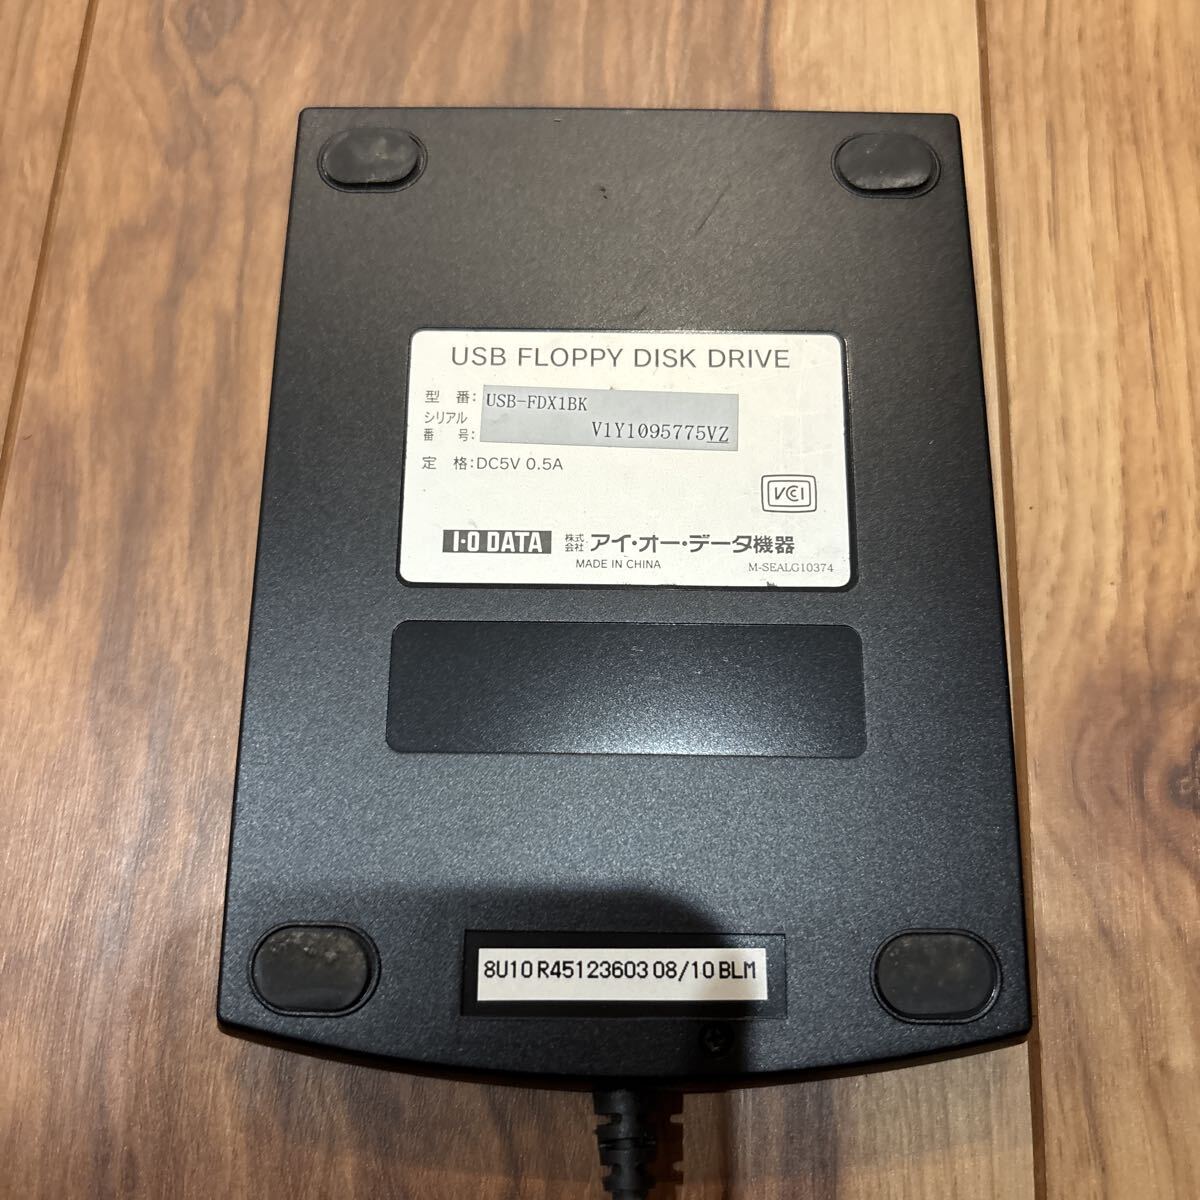 USB FLOPPY DISK DRIVE
型 番: USB-FDX1BK
シリアル
番 号: V1Y1095775VZ
定 格:DC5V 0.5A
VCI
I·O DATA 株式会社 アイ・オー・データ機器
MADE IN CHINA
M-SEALG10374
8U10 R45123603 08/10 BLM